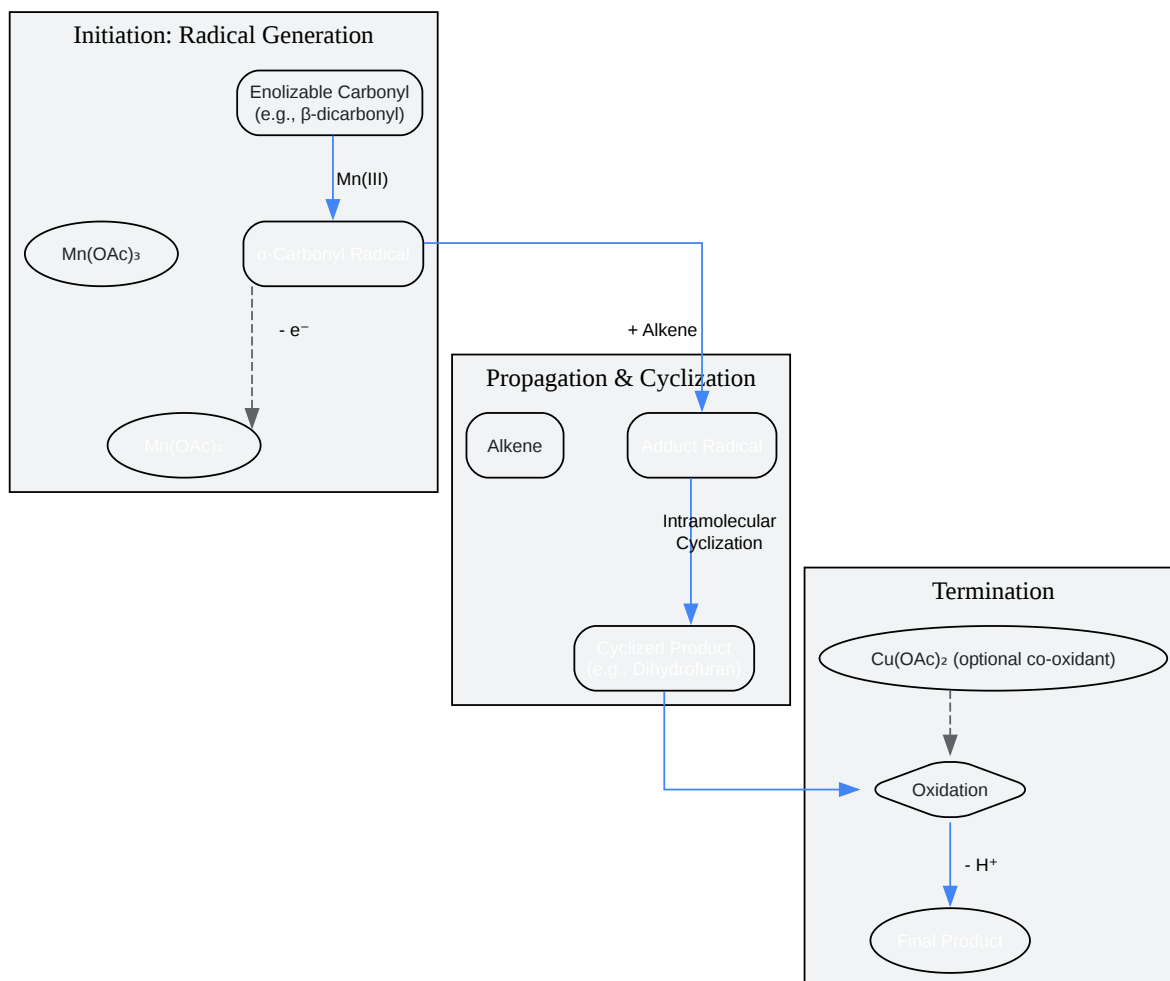 Initiation: Radical Generation
Enolizable Carbonyl
(e.g., β-dicarbonyl)
Mn(III)
Mn(OAc)₃
α-Carbonyl Radical
- e⁻
Mn(OAc)₂
+ Alkene
Propagation & Cyclization
Alkene
Adduct Radical
Intramolecular
Cyclization
Cyclized Product
(e.g., Dihydrofuran)
Termination
Cu(OAc)₂ (optional co-oxidant)
Oxidation
- H⁺
Final Product